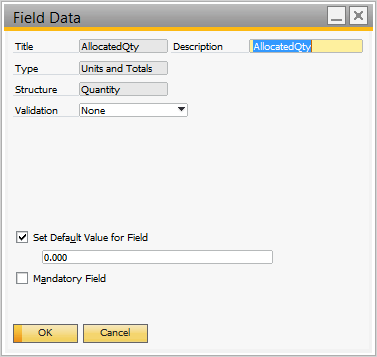 Field Data
Title AllocatedQty Description AllocatedQty
Type Units and Totals
Structure Quantity
Validation None
Set Default Value for Field
0.000
Mandatory Field
OK Cancel